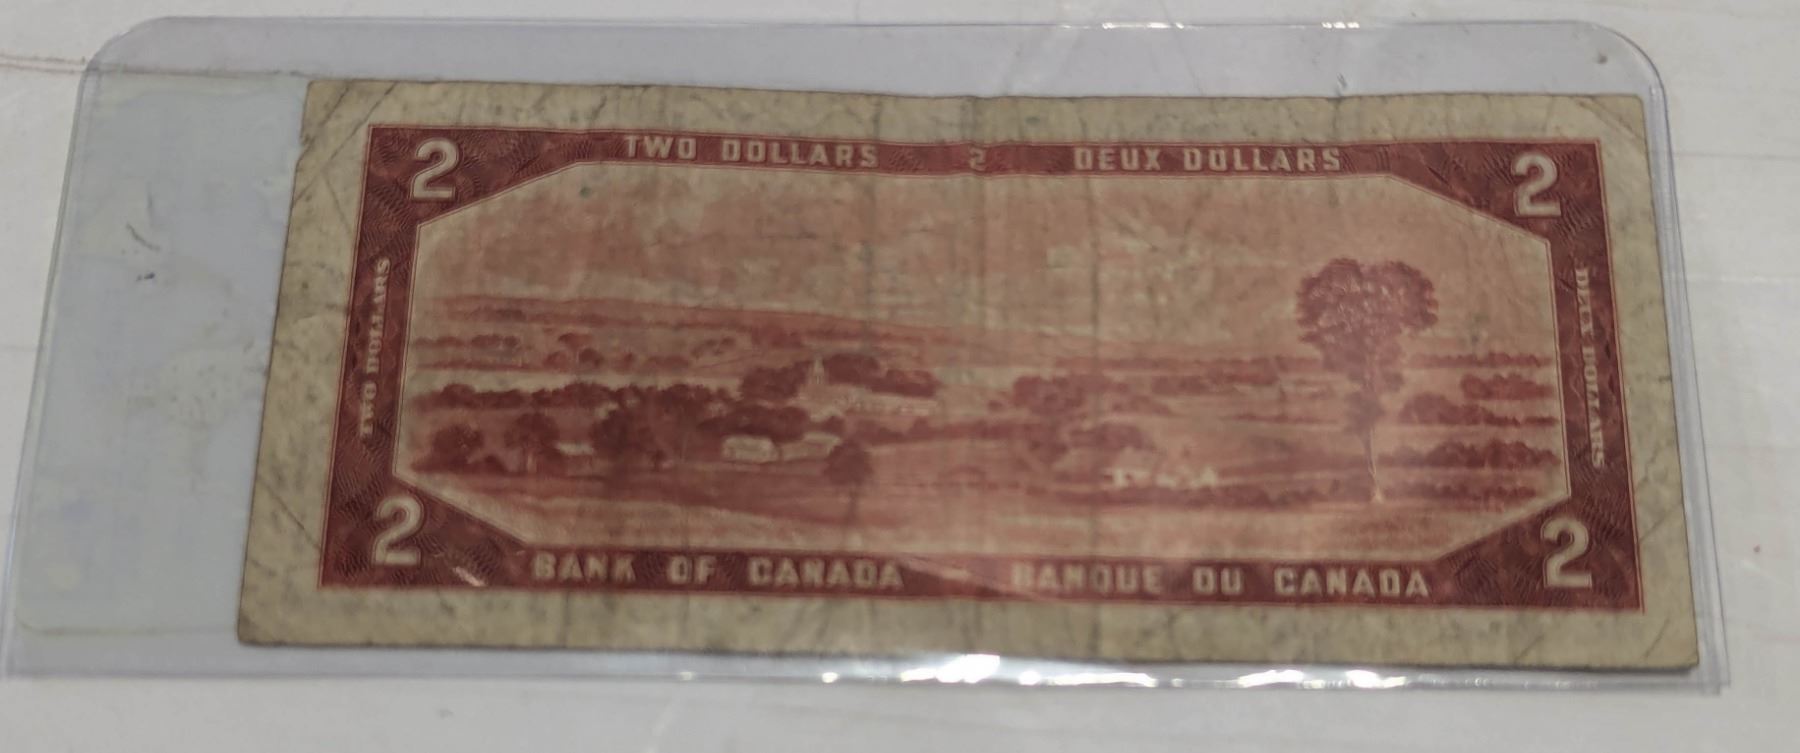 2 TWO DOLLARS 2 DEUX DOLLARS 2
TWO DOLLARS
DEUX DOLLARS
2 BANK OF CANADA — BANQUE DU CANADA 2